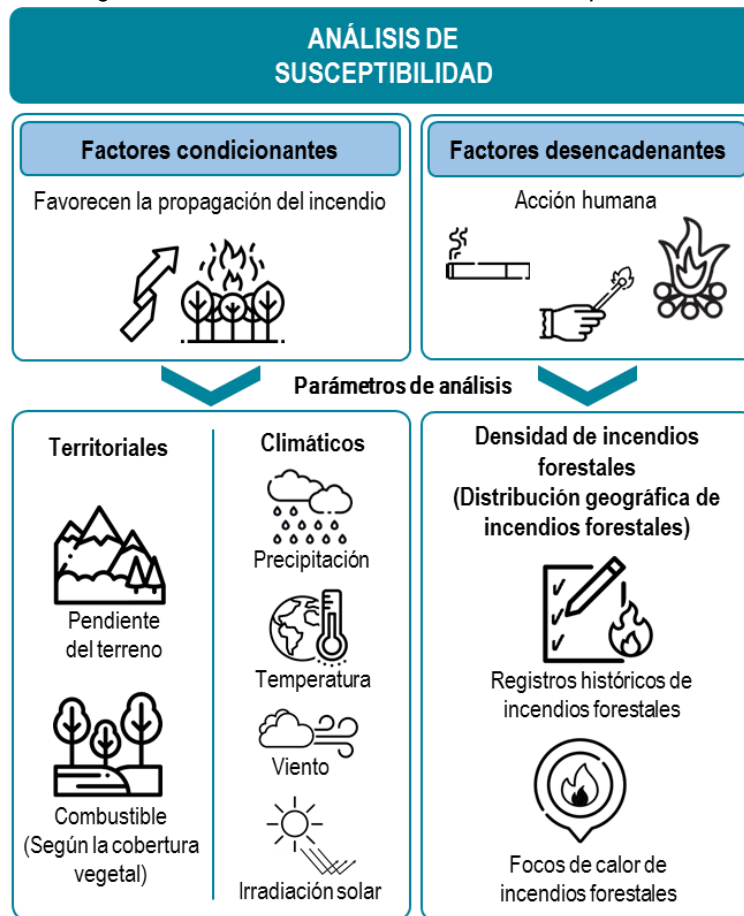 ANÁLISIS DE
SUSCEPTIBILIDAD
Factores condicionantes
Favorecen la propagación del incendio
Factores desencadenantes
Acción humana
Parámetros de análisis
Territoriales
Pendiente
del terreno
Combustible
(Según la cobertura
vegetal)
Climáticos
Precipitación
Temperatura
Viento
Irradiación solar
Densidad de incendios
forestales
(Distribución geográfica de
incendios forestales)
Registros históricos de
incendios forestales
Focos de calor de
incendios forestales